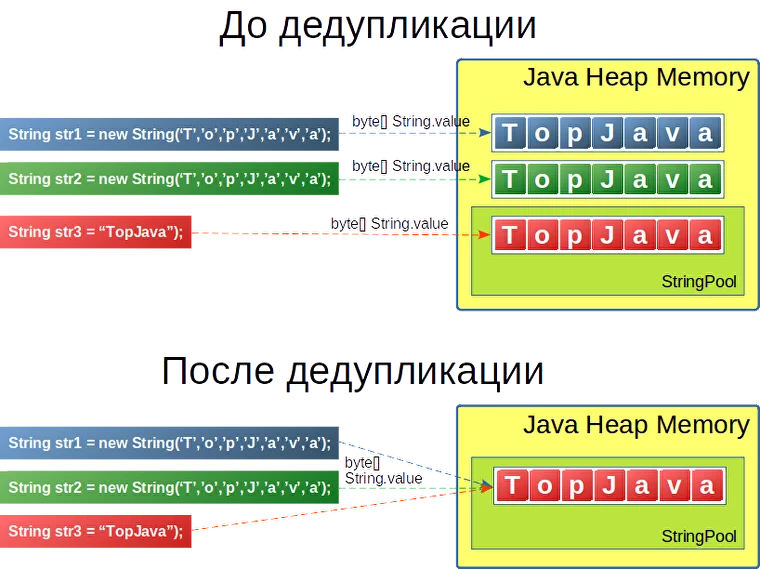 До дедупликации
Java Heap Memory
String str1 = new String(‘T’,’o’,’p’,’J’,’a’,’v’,’a’);
byte[] String.value
T o p J a v a
String str2 = new String(‘T’,’o’,’p’,’J’,’a’,’v’,’a’);
byte[] String.value
T o p J a v a
String str3 = “TopJava”);
byte[] String.value
T o p J a v a
StringPool
После дедупликации
Java Heap Memory
String str1 = new String(‘T’,’o’,’p’,’J’,’a’,’v’,’a’);
byte[]
String.value
String str2 = new String(‘T’,’o’,’p’,’J’,’a’,’v’,’a’);
T o p J a v a
String str3 = “TopJava”);
StringPool